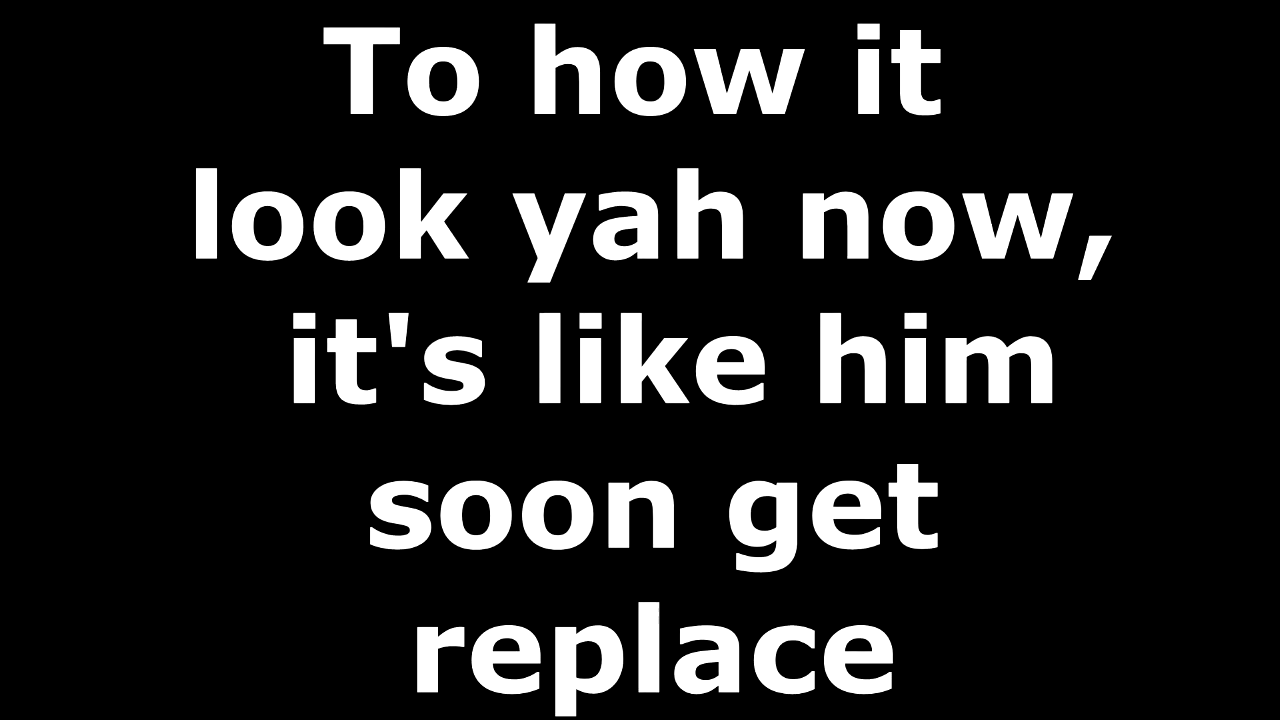 To how it
look yah now,
it's like him
soon get
replace